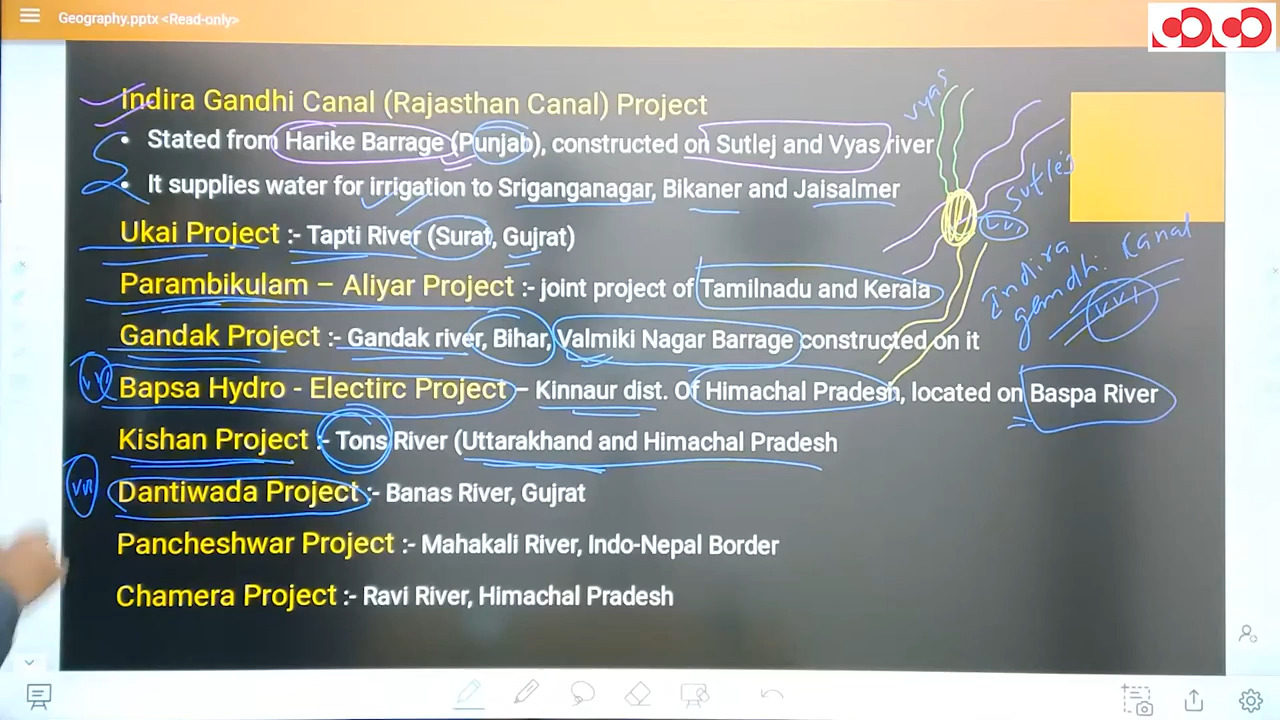 Geography.pptx <Read-only>
Indira Gandhi Canal (Rajasthan Canal) Project
• Stated from Harike Barrage (Punjab), constructed on Sutlej and Vyas river
• It supplies water for irrigation to Sriganganagar, Bikaner and Jaisalmer
Ukai Project :- Tapti River (Surat, Gujrat)
Parambikulam – Aliyar Project :- joint project of Tamilnadu and Kerala
Gandak Project :- Gandak river, Bihar, Valmiki Nagar Barrage constructed on it
Bapsa Hydro - Electirc Project – Kinnaur dist. Of Himachal Pradesh, located on Baspa River
Kishan Project :- Tons River (Uttarakhand and Himachal Pradesh
Dantiwada Project :- Banas River, Gujrat
Pancheshwar Project :- Mahakali River, Indo-Nepal Border
Chamera Project :- Ravi River, Himachal Pradesh
vyas
Sutlej
Indira
gandhi Kanal